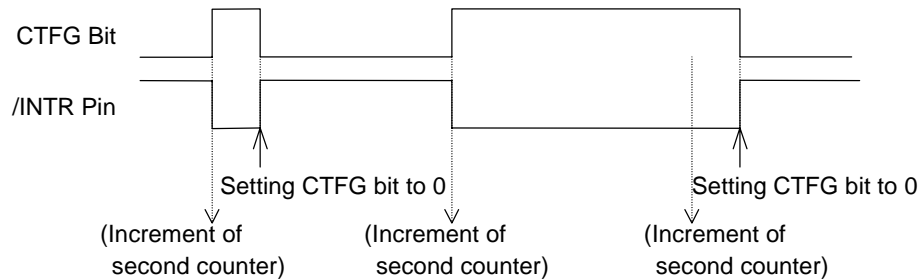 CTFG Bit
/INTR Pin
Setting CTFG bit to 0
Setting CTFG bit to 0
(Increment of
second counter)
(Increment of
second counter)
(Increment of
second counter)